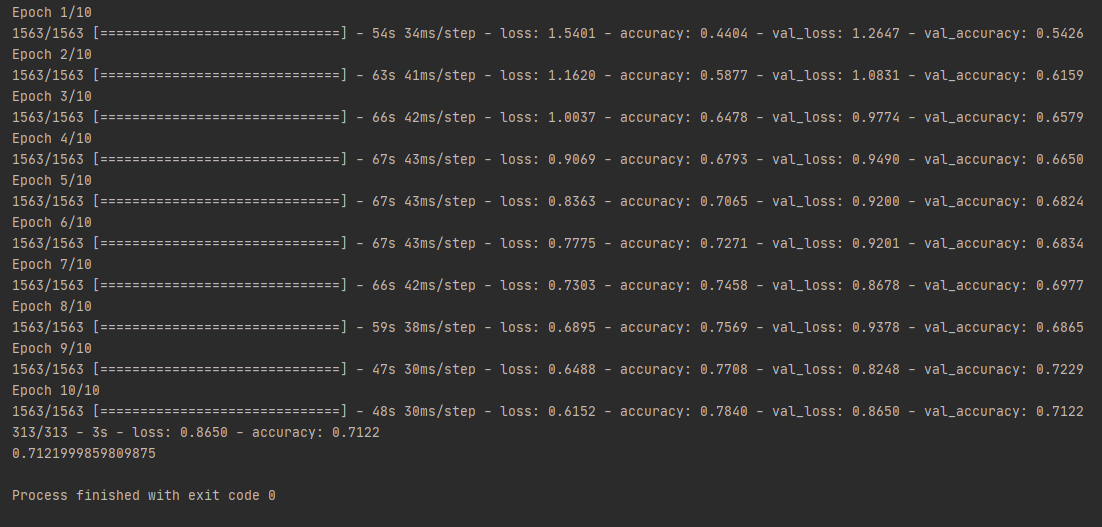 Epoch 1/10
1563/1563 [==============================] - 54s 34ms/step - loss: 1.5401 - accuracy: 0.4404 - val_loss: 1.2647 - val_accuracy: 0.5426
Epoch 2/10
1563/1563 [==============================] - 63s 41ms/step - loss: 1.1620 - accuracy: 0.5877 - val_loss: 1.0831 - val_accuracy: 0.6159
Epoch 3/10
1563/1563 [==============================] - 66s 42ms/step - loss: 1.0037 - accuracy: 0.6478 - val_loss: 0.9774 - val_accuracy: 0.6579
Epoch 4/10
1563/1563 [==============================] - 67s 43ms/step - loss: 0.9069 - accuracy: 0.6793 - val_loss: 0.9490 - val_accuracy: 0.6650
Epoch 5/10
1563/1563 [==============================] - 67s 43ms/step - loss: 0.8363 - accuracy: 0.7065 - val_loss: 0.9200 - val_accuracy: 0.6824
Epoch 6/10
1563/1563 [==============================] - 67s 43ms/step - loss: 0.7775 - accuracy: 0.7271 - val_loss: 0.9201 - val_accuracy: 0.6834
Epoch 7/10
1563/1563 [==============================] - 66s 42ms/step - loss: 0.7303 - accuracy: 0.7458 - val_loss: 0.8678 - val_accuracy: 0.6977
Epoch 8/10
1563/1563 [==============================] - 59s 38ms/step - loss: 0.6895 - accuracy: 0.7569 - val_loss: 0.9378 - val_accuracy: 0.6865
Epoch 9/10
1563/1563 [==============================] - 47s 30ms/step - loss: 0.6488 - accuracy: 0.7708 - val_loss: 0.8248 - val_accuracy: 0.7229
Epoch 10/10
1563/1563 [==============================] - 48s 30ms/step - loss: 0.6152 - accuracy: 0.7840 - val_loss: 0.8650 - val_accuracy: 0.7122
313/313 - 3s - loss: 0.8650 - accuracy: 0.7122
0.7121999859809875
Process finished with exit code 0